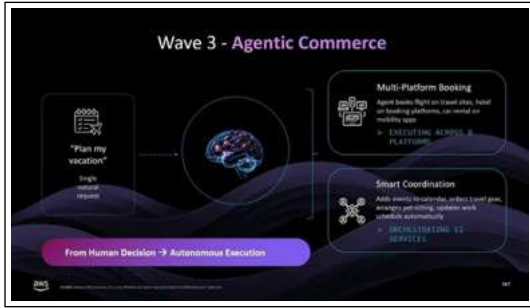 Wave 3 - Agentic Commerce
"Plan my
vacation"
Single
natural
request
Multi-Platform Booking
Agent books flight on travel sites, hotel
on booking platforms, car rental on
mobility apps
> EXECUTING ACROSS 8
PLATFORMS
Smart Coordination
Adds events to calendar, orders travel gear,
arranges pet-sitting, updates work
schedule automatically
> ORCHESTRATING 12
SERVICES
From Human Decision → Autonomous Execution
aws